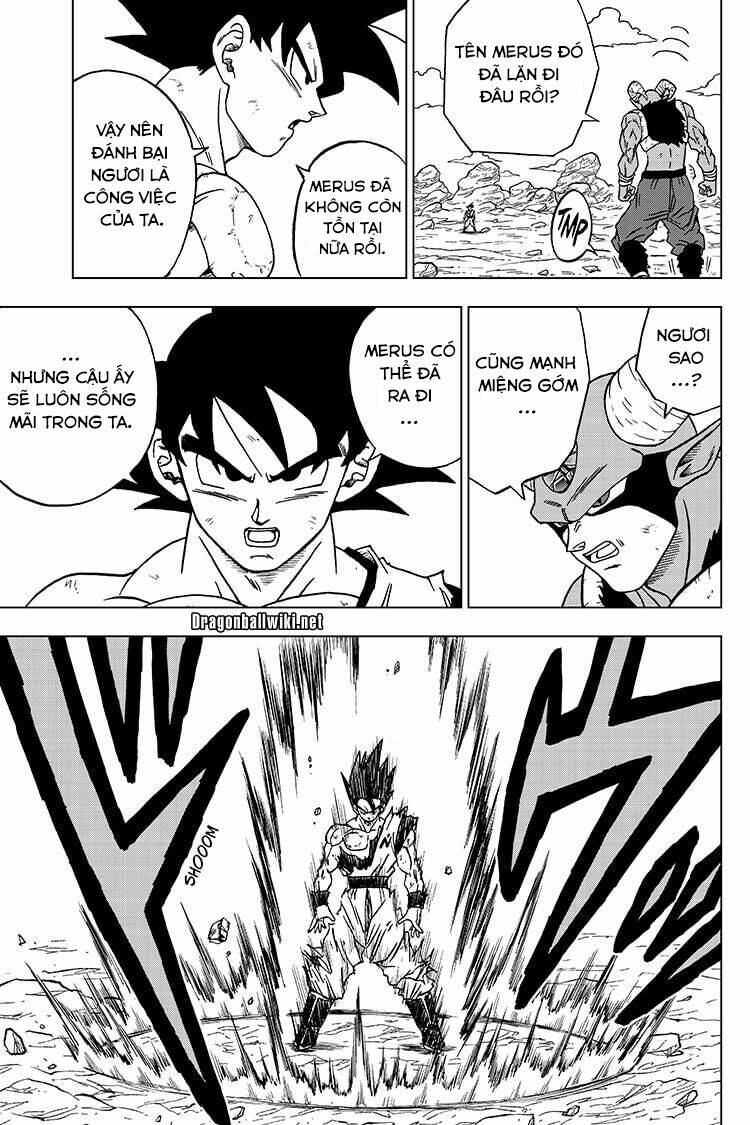 TÊN MERUS ĐÓ
ĐÃ LẶN ĐI
ĐÂU RỒI?
TMP
MERUS ĐÃ
KHÔNG CÒN
TỒN TẠI
NỮA RỒI.
VẬY NÊN
ĐÁNH BẠI
NGƯƠI LÀ
CÔNG VIỆC
CỦA TA.
NGƯƠI
SAO
...?
CŨNG MẠNH
MIỆNG GỚM
...
MERUS CÓ
THỂ ĐÃ
RA ĐI
...
...
NHƯNG CẬU ẤY
SẼ LUÔN SỐNG
MÃI TRONG TA.
Dragonballwiki.net
SHOOOM